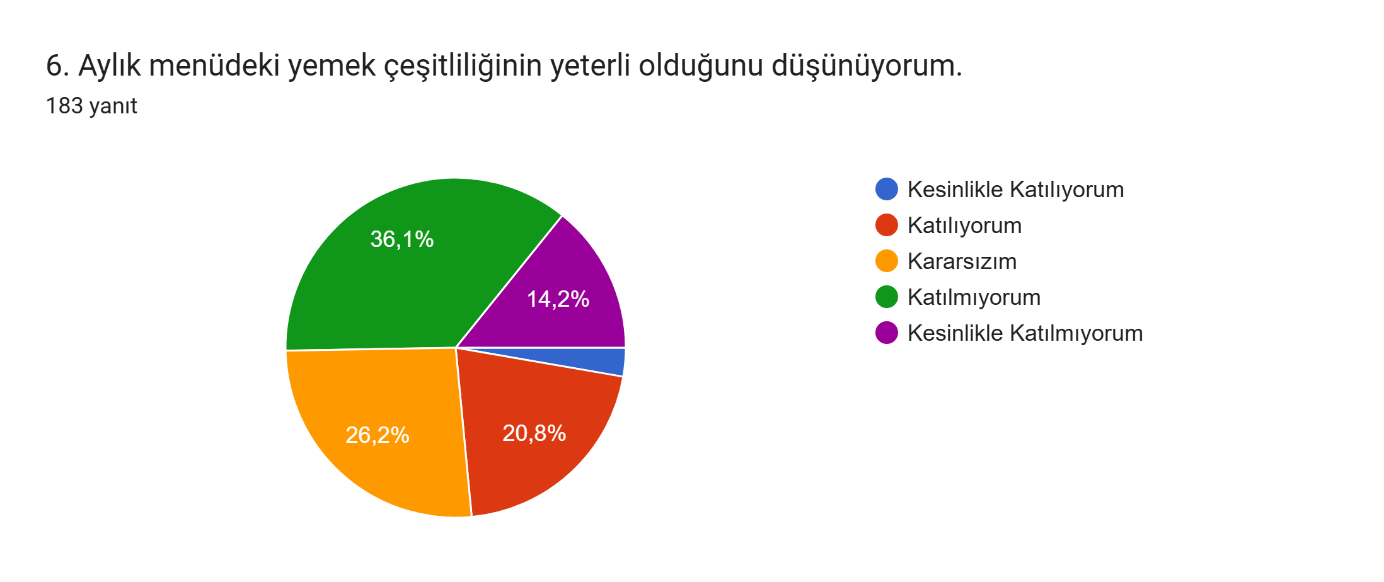 6. Aylık menüdeki yemek çeşitliliğinin yeterli olduğunu düşünüyorum.
183 yanıt
36,1%
14,2%
26,2%
20,8%
Kesinlikle Katılıyorum
Katılıyorum
Kararsızım
Katılmıyorum
Kesinlikle Katılmıyorum